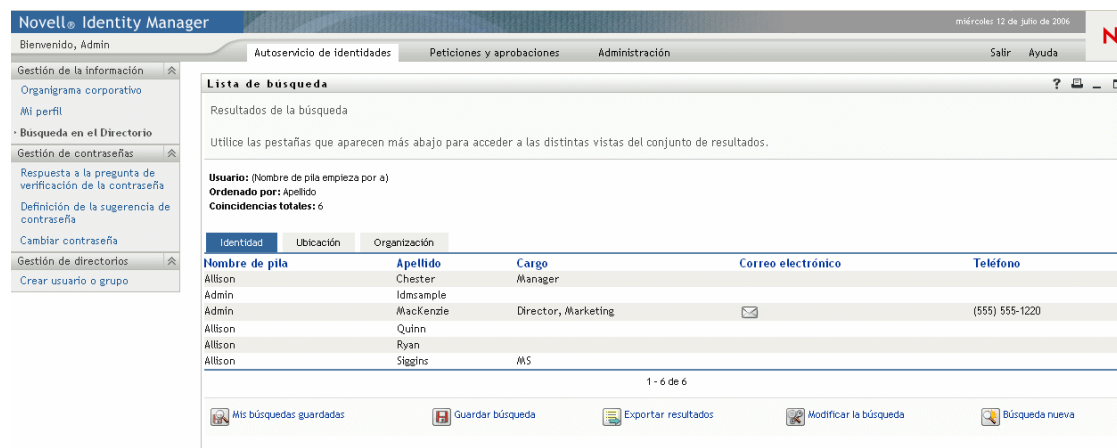 Novell® Identity Manager
miércoles 12 de julio de 2006
N
Bienvenido, Admin
Autoservicio de identidades Peticiones y aprobaciones Administración Salir Ayuda
Gestión de la información
Organigrama corporativo
Mi perfil
Búsqueda en el Directorio
Gestión de contraseñas
Respuesta a la pregunta de
verificación de la contraseña
Definición de la sugerencia de
contraseña
Cambiar contraseña
Gestión de directorios
Crear usuario o grupo
Lista de búsqueda ?
Resultados de la búsqueda
Utilice las pestañas que aparecen más abajo para acceder a las distintas vistas del conjunto de resultados.
Usuario: (Nombre de pila empieza por a)
Ordenado por: Apellido
Coincidencias totales: 6
Identidad Ubicación Organización
Nombre de pila Apellido Cargo Correo electrónico Teléfono
Allison Chester Manager
Admin Idmsample
Admin MacKenzie Director, Marketing (555) 555-1220
Allison Quinn
Allison Ryan
Allison Siggins MS
1 - 6 de 6
Mis búsquedas guardadas Guardar búsqueda Exportar resultados Modificar la búsqueda Búsqueda nueva